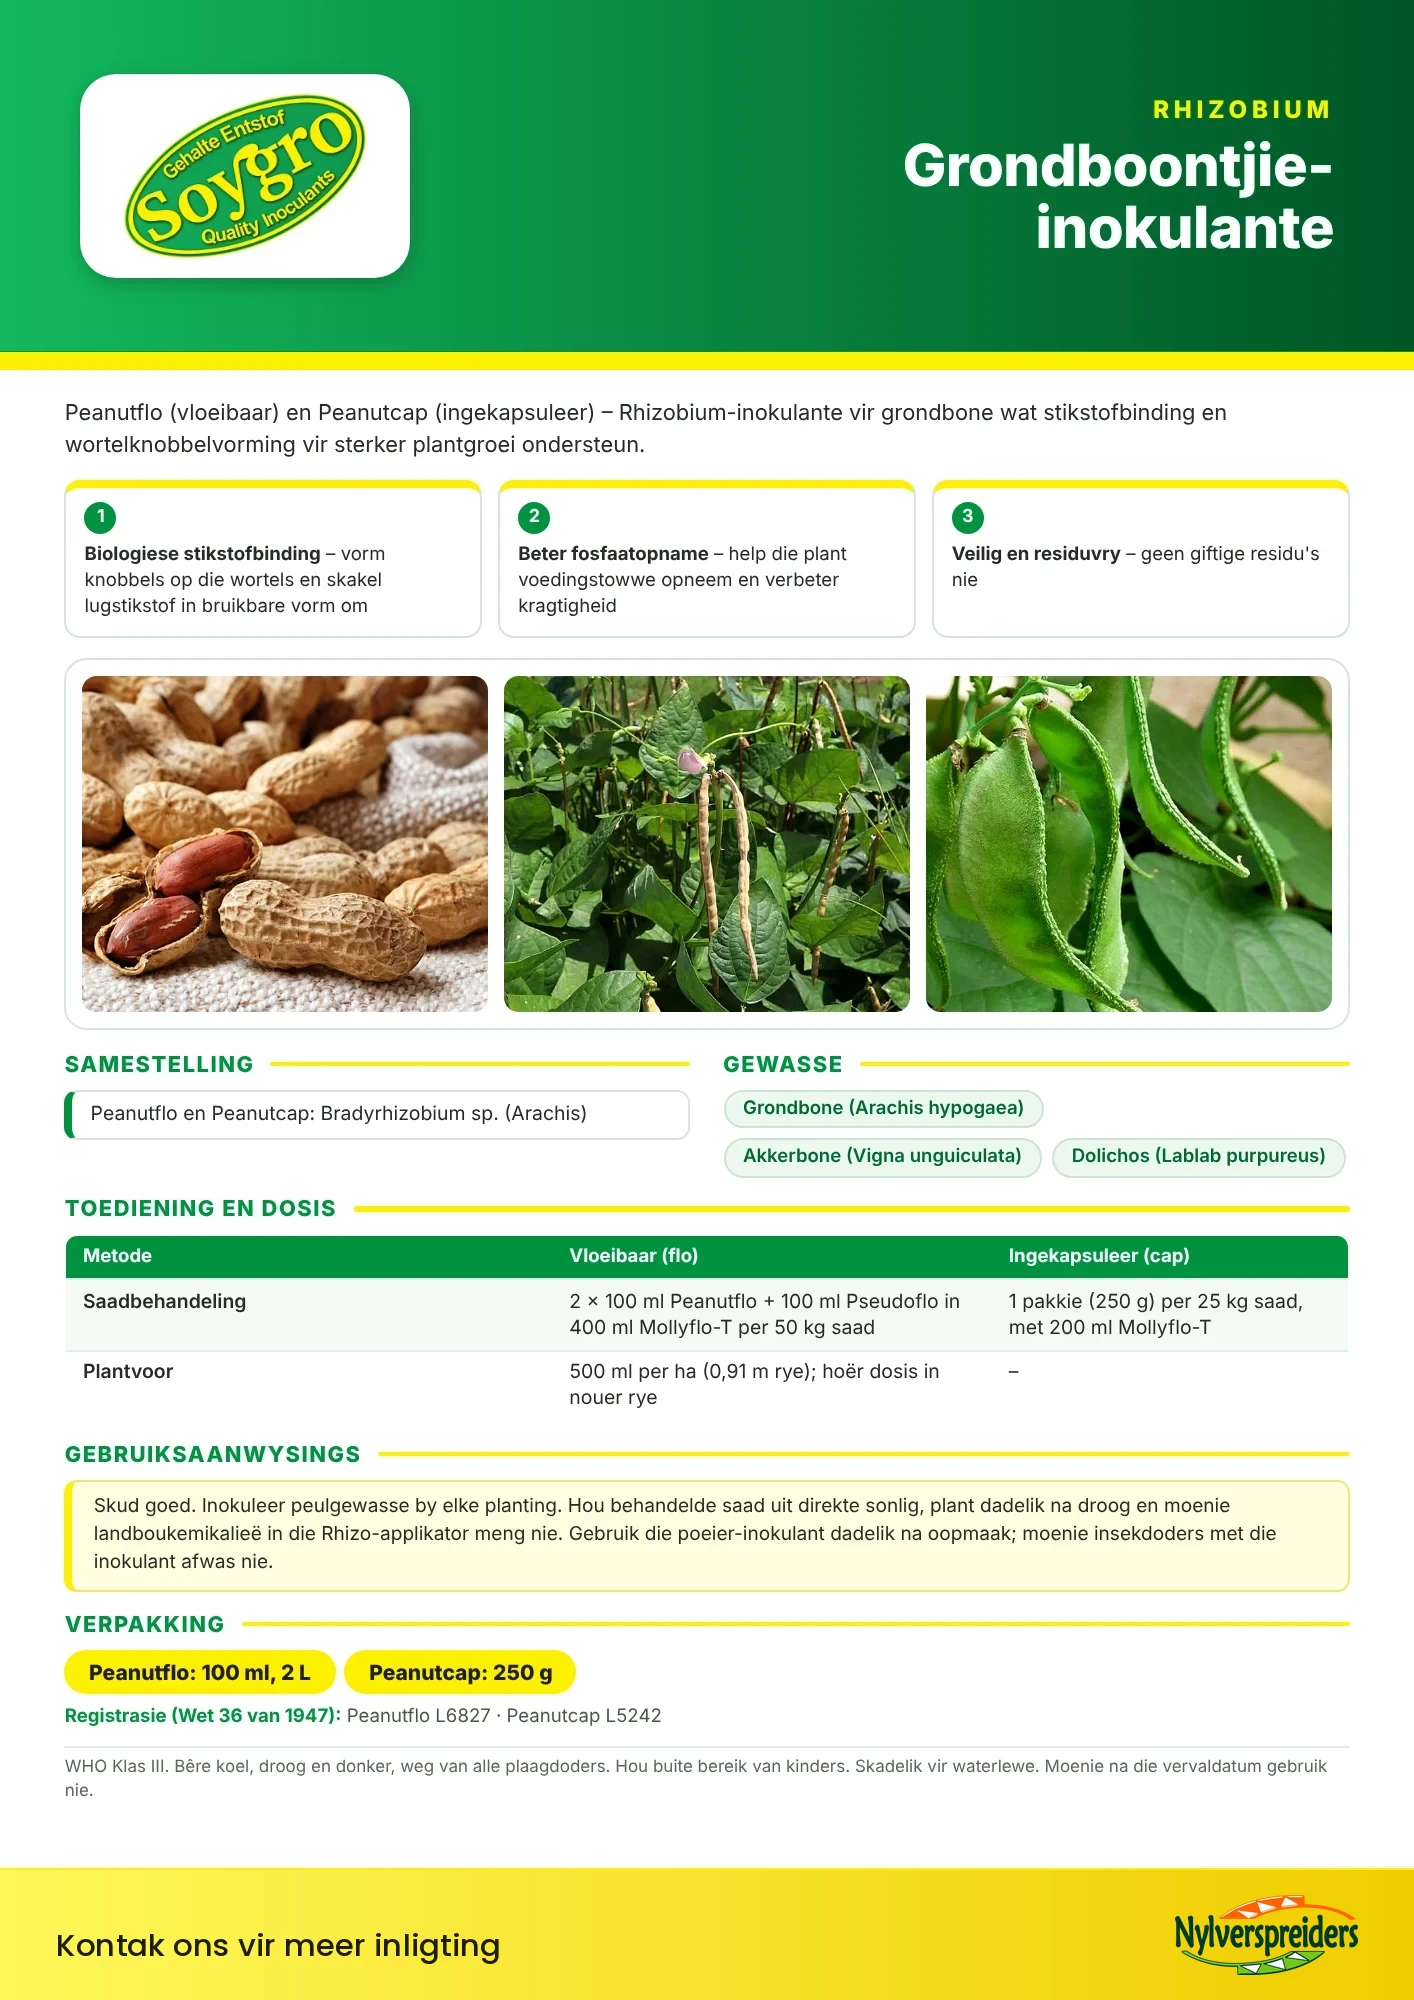 Gehalte Entstof
Soygro
Quality Inoculants
RHIZOBIUM
Grondboontjie-
inokulante
Peanutflo (vloeibaar) en Peanutcap (ingekapsuleer) – Rhizobium-inokulante vir grondbone wat stikstofbinding en
wortelknobbelvorming vir sterker plantgroei ondersteun.
1
Biologiese stikstofbinding – vorm
knobbels op die wortels en skakel
lugstikstof in bruikbare vorm om
2
Beter fosfaatopname – help die plant
voedingstowwe opneem en verbeter
kragtigheid
3
Veilig en residuvry – geen giftige residu's
nie
SAMESTELLING
Peanutflo en Peanutcap: Bradyrhizobium sp. (Arachis)
GEWASSE
Grondbone (Arachis hypogaea)
Akkerbone (Vigna unguiculata) Dolichos (Lablab purpureus)
TOEDIENING EN DOSIS
Metode Vloeibaar (flo) Ingekapsuleer (cap)
Saadbehandeling 2 × 100 ml Peanutflo + 100 ml Pseudoflo in 1 pakkie (250 g) per 25 kg saad,
400 ml Mollyflo-T per 50 kg saad met 200 ml Mollyflo-T
Plantvoor 500 ml per ha (0,91 m rye); hoër dosis in –
nouer rye
GEBRUIKSAANWYSINGS
Skud goed. Inokuleer peulgewasse by elke planting. Hou behandelde saad uit direkte sonlig, plant dadelik na droog en moenie
landboukemikalieë in die Rhizo-applikator meng nie. Gebruik die poeier-inokulant dadelik na oopmaak; moenie insekdoders met die
inokulant afwas nie.
VERPAKKING
Peanutflo: 100 ml, 2 L Peanutcap: 250 g
Registrasie (Wet 36 van 1947): Peanutflo L6827 · Peanutcap L5242
WHO Klas III. Bêre koel, droog en donker, weg van alle plaagdoders. Hou buite bereik van kinders. Skadelik vir waterlewe. Moenie na die vervaldatum gebruik
nie.
Kontak ons vir meer inligting
Nylverspreiders